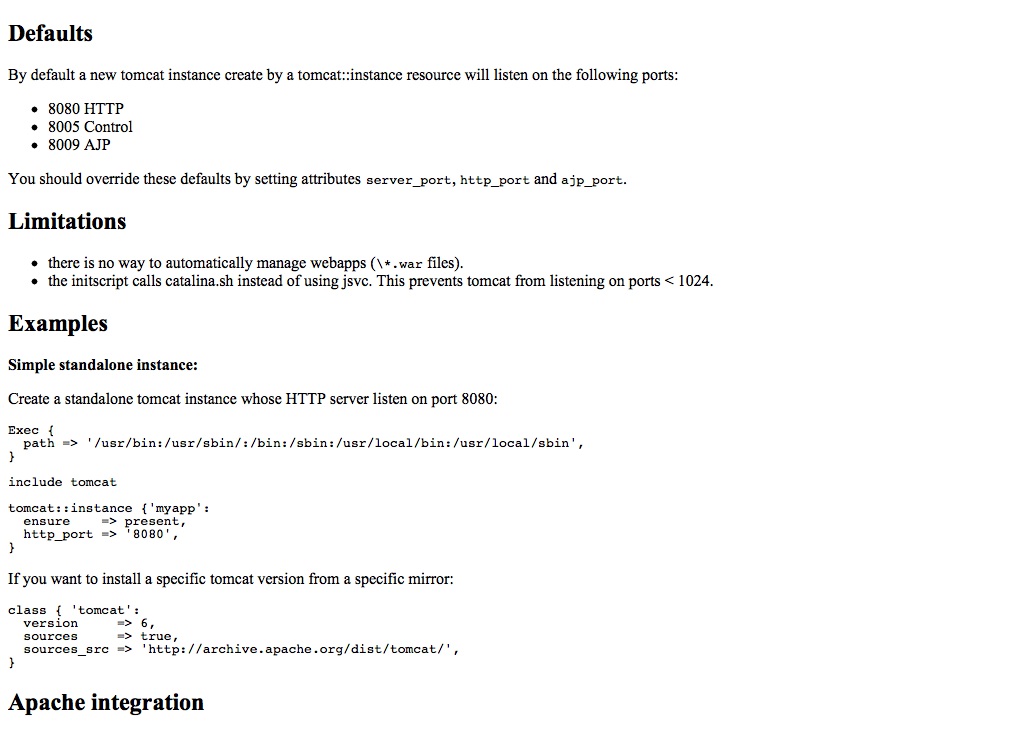 Defaults
By default a new tomcat instance create by a tomcat::instance resource will listen on the following ports:
• 8080 HTTP
• 8005 Control
• 8009 AJP
You should override these defaults by setting attributes server_port, http_port and ajp_port.
Limitations
• there is no way to automatically manage webapps (\*.war files).
• the initscript calls catalina.sh instead of using jsvc. This prevents tomcat from listening on ports < 1024.
Examples
Simple standalone instance:
Create a standalone tomcat instance whose HTTP server listen on port 8080:
Exec {
  path => '/usr/bin:/usr/sbin/:/bin:/sbin:/usr/local/bin:/usr/local/sbin',
}
include tomcat
tomcat::instance {'myapp':
  ensure    => present,
  http_port => '8080',
}
If you want to install a specific tomcat version from a specific mirror:
class { 'tomcat':
  version     => 6,
  sources     => true,
  sources_src => 'http://archive.apache.org/dist/tomcat/',
}
Apache integration